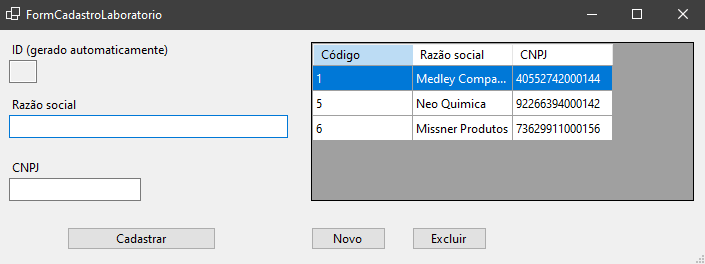 FormCadastroLaboratorio
ID (gerado automaticamente)
Razão social
CNPJ
Cadastrar
Código Razão social CNPJ
1 Medley Compa... 40552742000144
5 Neo Quimica 92266394000142
6 Missner Produtos 73629911000156
Novo Excluir